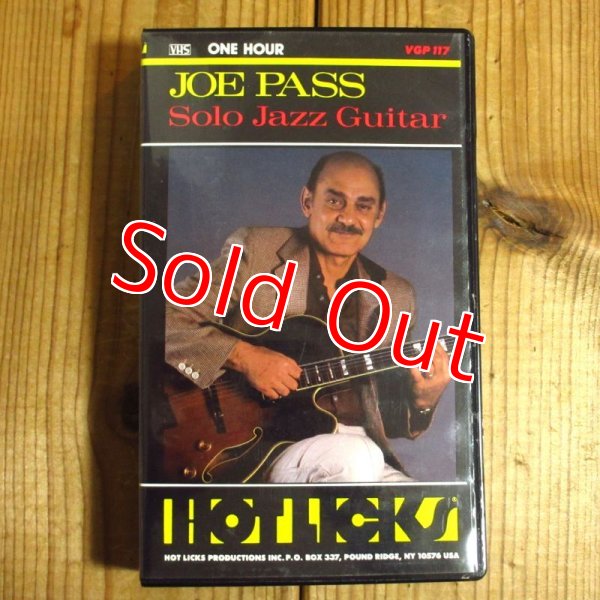 VHS ONE HOUR VGP 117
JOE PASS
Solo Jazz Guitar
Sold Out
HOT LICKS®
HOT LICKS PRODUCTIONS INC. P.O. BOX 337, POUND RIDGE, NY 10576 USA